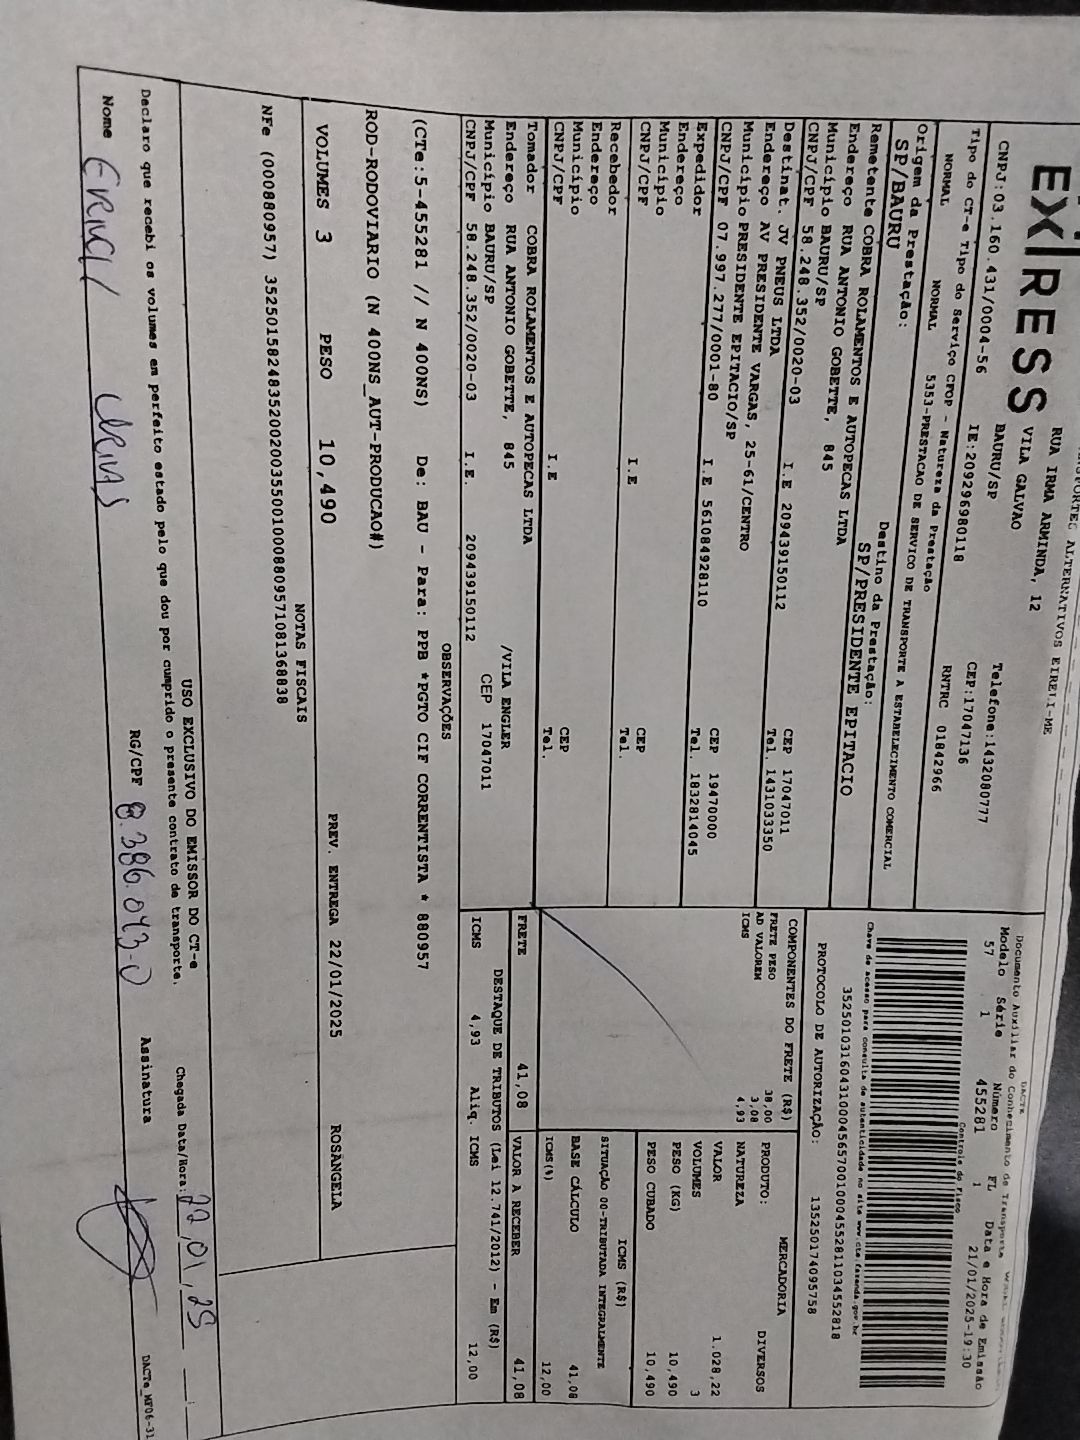 EXPRESS
RUA IRMA ARMINDA, 12
VILA GALVAO
CNPJ:03.160.431/0004-56 BAURU/SP Telefone:1432080777
IE:209296980118 CEP:17047136
Tipo do CT-e Tipo do Serviço CFOP - Natureza da Prestação RNTRC 01842966
NORMAL NORMAL 5353-PRESTACAO DE SERVICO DE TRANSPORTE A ESTABELECIMENTO COMERCIAL
Origem da Prestação: Destino da Prestação:
SP/BAURU SP/PRESIDENTE EPITACIO
DACTE
Documento Auxiliar do Conhecimento de Transporte
Modelo Série Número FL Data e Hora de Emissão
57 1 455281 1 21/01/2025-19:30
Controle do Fisco
Chave de acesso para consulta de autenticidade no site www.cte.fazenda.gov.br
PROTOCOLO DE AUTORIZAÇÃO: 135250174095758
Remetente COBRA ROLAMENTOS E AUTOPECAS LTDA
Endereço RUA ANTONIO GOBETTE, 845
Município BAURU/SP CEP 17047011
CNPJ/CPF 58.248.352/0020-03 I.E 209439150112 Tel. 1431033350
Destinat. JV PNEUS LTDA
Endereço AV PRESIDENTE VARGAS, 25-61/CENTRO
Município PRESIDENTE EPITACIO/SP CEP 19470000
CNPJ/CPF 07.997.277/0001-80 I.E 561084928110 Tel. 1832814045
Expedidor
Endereço
Município CEP
CNPJ/CPF I.E Tel.
Recebedor
Endereço
Município CEP
CNPJ/CPF I.E Tel.
Tomador COBRA ROLAMENTOS E AUTOPECAS LTDA
Endereço RUA ANTONIO GOBETTE, 845 /VILA ENGLER
Município BAURU/SP CEP 17047011
CNPJ/CPF 58.248.352/0020-03 I.E. 209439150112
COMPONENTES DO FRETE (R$)
FRETE PESO 38,00
AD VALOREM 3,08
ICMS 4,93
MERCADORIA
PRODUTO: DIVERSOS
NATUREZA
VALOR 1.028,22
VOLUMES 3
PESO (KG) 10,490
PESO CUBADO 10,490
ICMS (R$)
SITUAÇÃO 00-TRIBUTADA INTEGRALMENTE
BASE CÁLCULO 41,08
ICMS(%) 12,00
FRETE 41,08 VALOR A RECEBER 41,08
DESTAQUE DE TRIBUTOS (Lei 12.741/2012) - Em (R$)
ICMS 4,93 Aliq. ICMS 12,00
OBSERVAÇÕES
(CTe:5-455281 // N 400NS) De: BAU - Para: PPB *PGTO CIF CORRENTISTA * 880957
ROD-RODOVIARIO (N 400NS_AUT-PRODUCAO#)
VOLUMES 3 PESO 10,490 PREV. ENTREGA 22/01/2025 ROSANGELA
NOTAS FISCAIS
USO EXCLUSIVO DO EMISSOR DO CT-e
Declaro que recebi os volumes em perfeito estado pelo que dou por cumprido o presente contrato de transporte. Chegada Data/Hora: 22,01,25
Nome RG/CPF 8.386.043-0 Assinatura